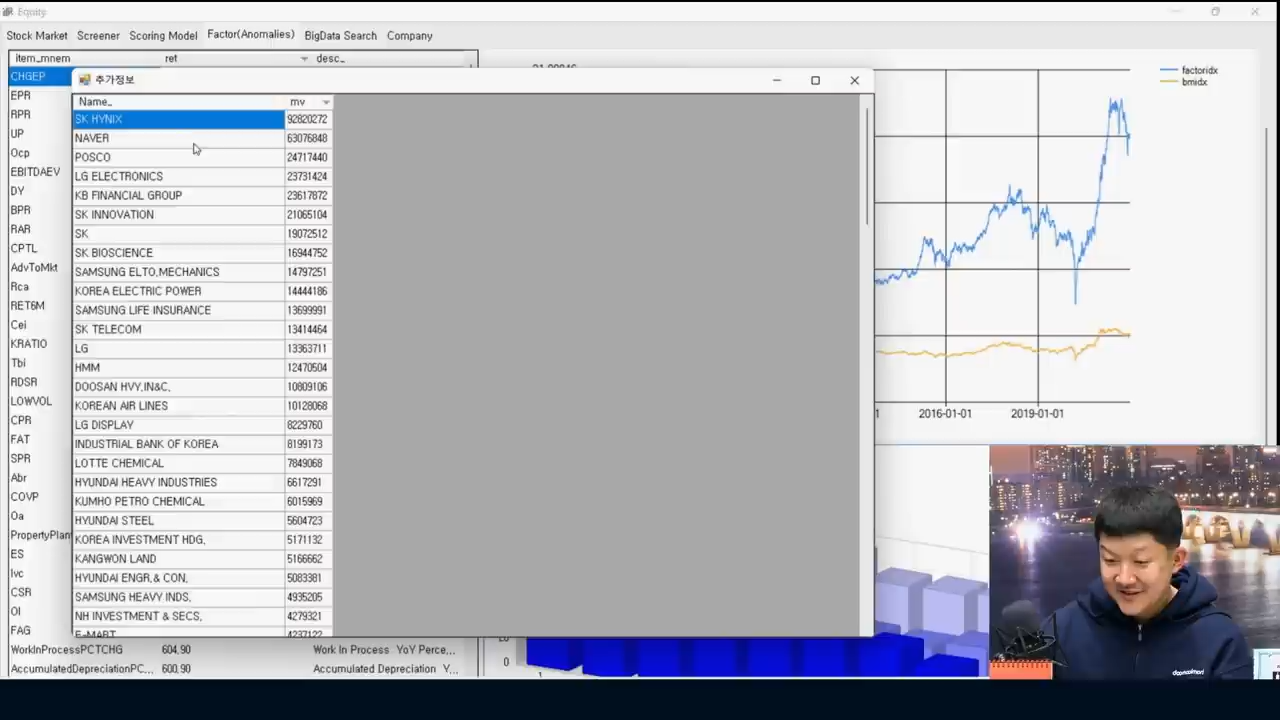 Equity
Stock Market Screener Scoring Model Factor(Anomalies) BigData Search Company
item_mnem ret desc_
CHGEP
EPR
RPR
UP
Ocp
EBITDAEV
DY
BPR
RAR
CPTL
AdvToMkt
Rca
RET6M
Cei
KRATIO
Tbi
RDSR
LOWVOL
CPR
FAT
SPR
Abr
COVP
Oa
PropertyPlan
ES
Ivc
CSR
OI
FAG
WorkInProcessPCTCHG 604,90 Work In Process YoY Perce,..
AccumulatedDepreciationPC... 600,90 Accumulated Depreciation Y...
추가정보
Name_ mv
SK HYNIX 92820272
NAVER 63076848
POSCO 24717440
LG ELECTRONICS 23731424
KB FINANCIAL GROUP 23617872
SK INNOVATION 21065104
SK 19072512
SK BIOSCIENCE 16944752
SAMSUNG ELTO,MECHANICS 14797251
KOREA ELECTRIC POWER 14444186
SAMSUNG LIFE INSURANCE 13699991
SK TELECOM 13414464
LG 13363711
HMM 12470504
DOOSAN HVY,IN&C, 10809106
KOREAN AIR LINES 10128068
LG DISPLAY 8229760
INDUSTRIAL BANK OF KOREA 8199173
LOTTE CHEMICAL 7849068
HYUNDAI HEAVY INDUSTRIES 6617291
KUMHO PETRO CHEMICAL 6015969
HYUNDAI STEEL 5604723
KOREA INVESTMENT HDG, 5171132
KANGWON LAND 5166662
HYUNDAI ENGR,& CON, 5083381
SAMSUNG HEAVY INDS, 4935205
NH INVESTMENT & SECS, 4279321
E-MART 4237122
factoridx
bmidx
2016-01-01 2019-01-01
0
1